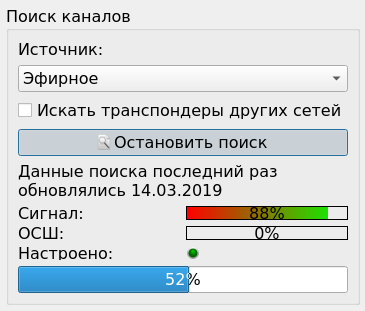 Поиск каналов
Источник:
Эфирное
Искать транспондеры других сетей
Остановить поиск
Данные поиска последний раз
обновлялись 14.03.2019
Сигнал: 88%
ОСШ: 0%
Настроено:
52%